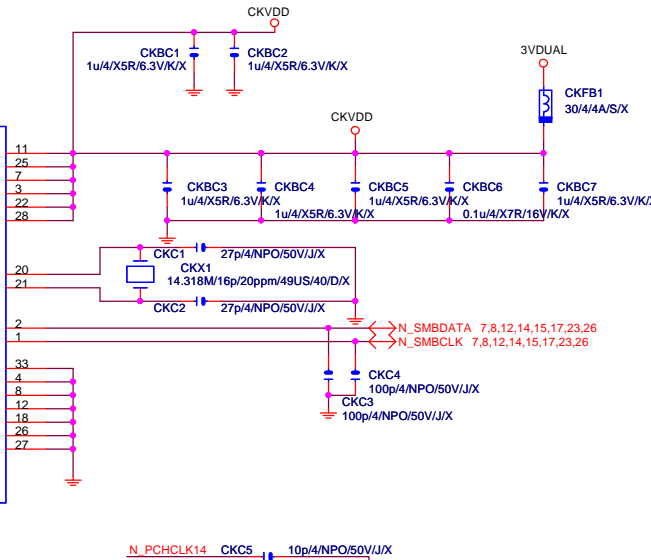 CKVDD
CKBC1
1u/4/X5R/6.3V/K/X
CKBC2
1u/4/X5R/6.3V/K/X
3VDUAL
CKFB1
30/4/4A/S/X
CKVDD
11
25
7
3
22
28
CKBC3
1u/4/X5R/6.3V/K/X
CKBC4
1u/4/X5R/6.3V/K/X
CKBC5
1u/4/X5R/6.3V/K/X
CKBC6
0.1u/4/X7R/16V/K/X
CKBC7
1u/4/X5R/6.3V/K/
20
21
CKC1
27p/4/NPO/50V/J/X
CKX1
14.318M/16p/20ppm/49US/40/D/X
CKC2
27p/4/NPO/50V/J/X
2
1
N_SMBDATA 7,8,12,14,15,17,23,26
N_SMBCLK 7,8,12,14,15,17,23,26
33
4
8
12
18
26
27
CKC4
100p/4/NPO/50V/J/X
CKC3
100p/4/NPO/50V/J/X
N_PCHCLK14
CKC5
10p/4/NPO/50V/J/X